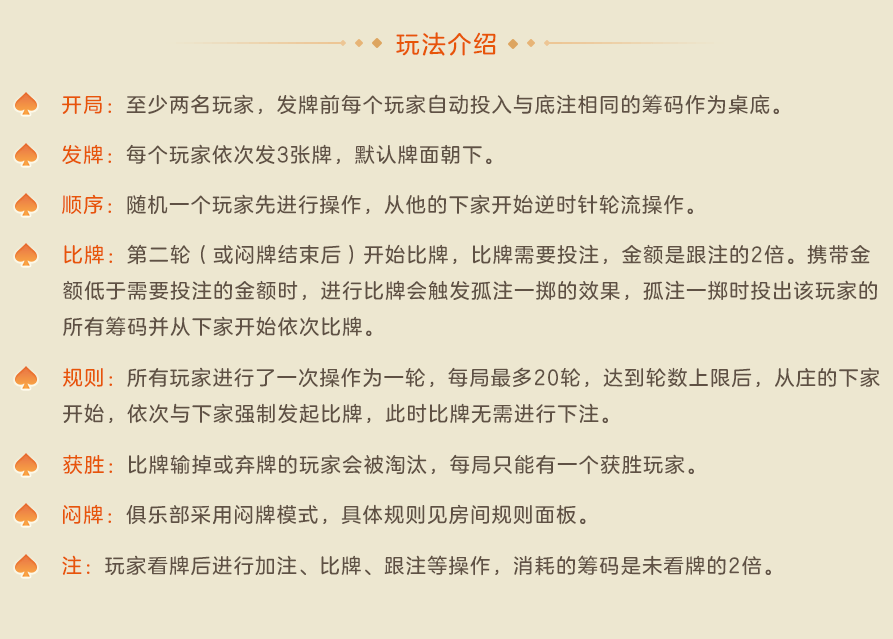 玩法介绍
开局：至少两名玩家，发牌前每个玩家自动投入与底注相同的筹码作为桌底。
发牌：每个玩家依次发3张牌，默认牌面朝下。
顺序：随机一个玩家先进行操作，从他的下家开始逆时针轮流操作。
比牌：第二轮（或闷牌结束后）开始比牌，比牌需要投注，金额是跟注的2倍。携带金
额低于需要投注的金额时，进行比牌会触发孤注一掷的效果，孤注一掷时投出该玩家的
所有筹码并从下家开始依次比牌。
规则：所有玩家进行了一次操作为一轮，每局最多20轮，达到轮数上限后，从庄的下家
开始，依次与下家强制发起比牌，此时比牌无需进行下注。
获胜：比牌输掉或弃牌的玩家会被淘汰，每局只能有一个获胜玩家。
闷牌：俱乐部采用闷牌模式，具体规则见房间规则面板。
注：玩家看牌后进行加注、比牌、跟注等操作，消耗的筹码是未看牌的2倍。